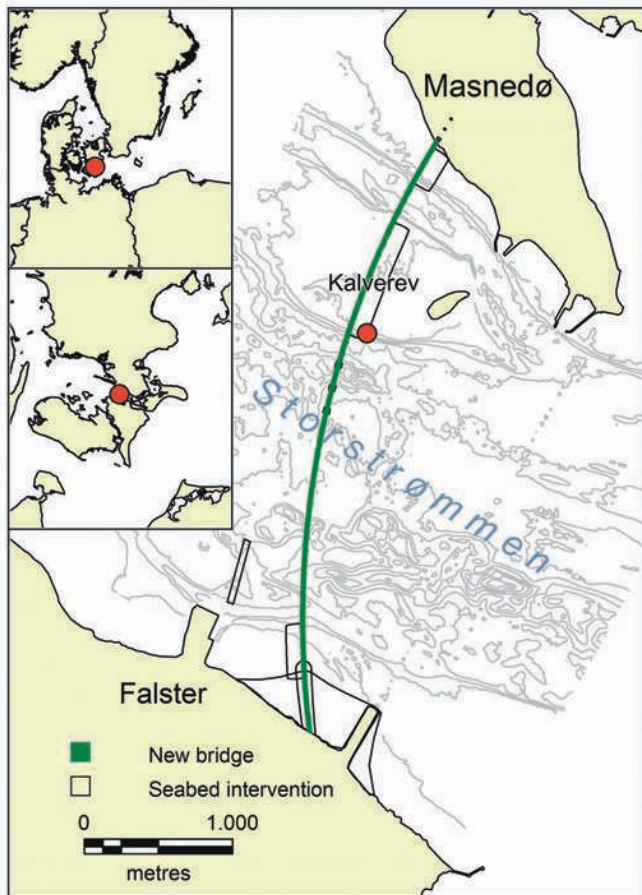 Masnedø
Kalverev
Storstrømmen
Falster
New bridge
Seabed intervention
0 1.000
metres